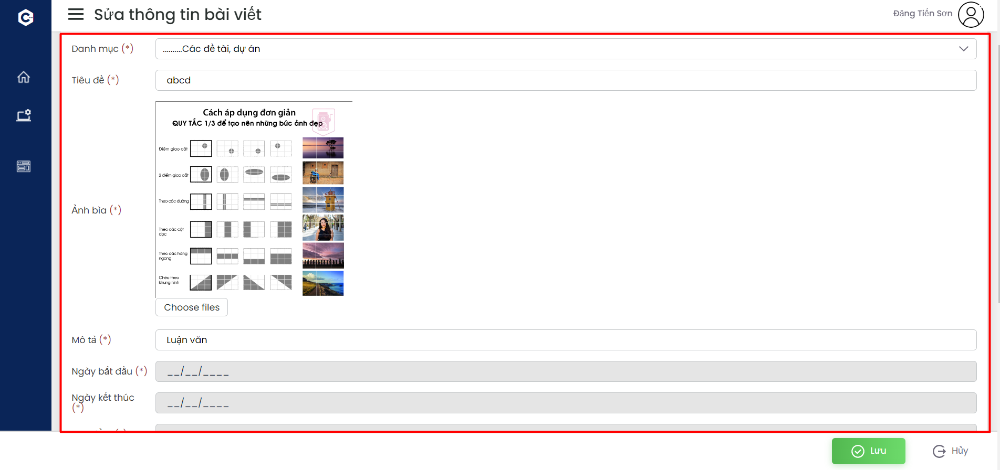 Sửa thông tin bài viết
Đặng Tiến Sơn
Danh mục (*)
..........Các đề tài, dự án
Tiêu đề (*)
abcd
Cách áp dụng đơn giản
QUY TẮC 1/3 để tạo nên những bức ảnh đẹp
Điểm giao cắt
2 điểm giao cắt
Theo các đường
Theo các cột
dọc
Theo các hàng
ngang
Chéo theo
khung hình
Ảnh bìa (*)
Choose files
Mô tả (*)
Luận văn
Ngày bắt đầu (*)
__/__/____
Ngày kết thúc
(*)
__/__/____
Lưu
Hủy